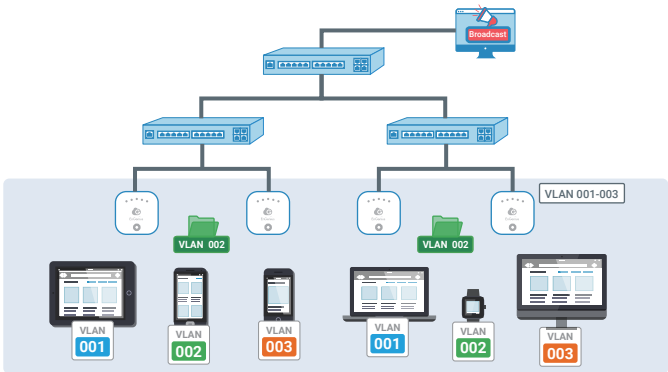 Broadcast
VLAN 001-003
VLAN 002
VLAN 002
VLAN
001
VLAN
002
VLAN
003
VLAN
001
VLAN
002
VLAN
003